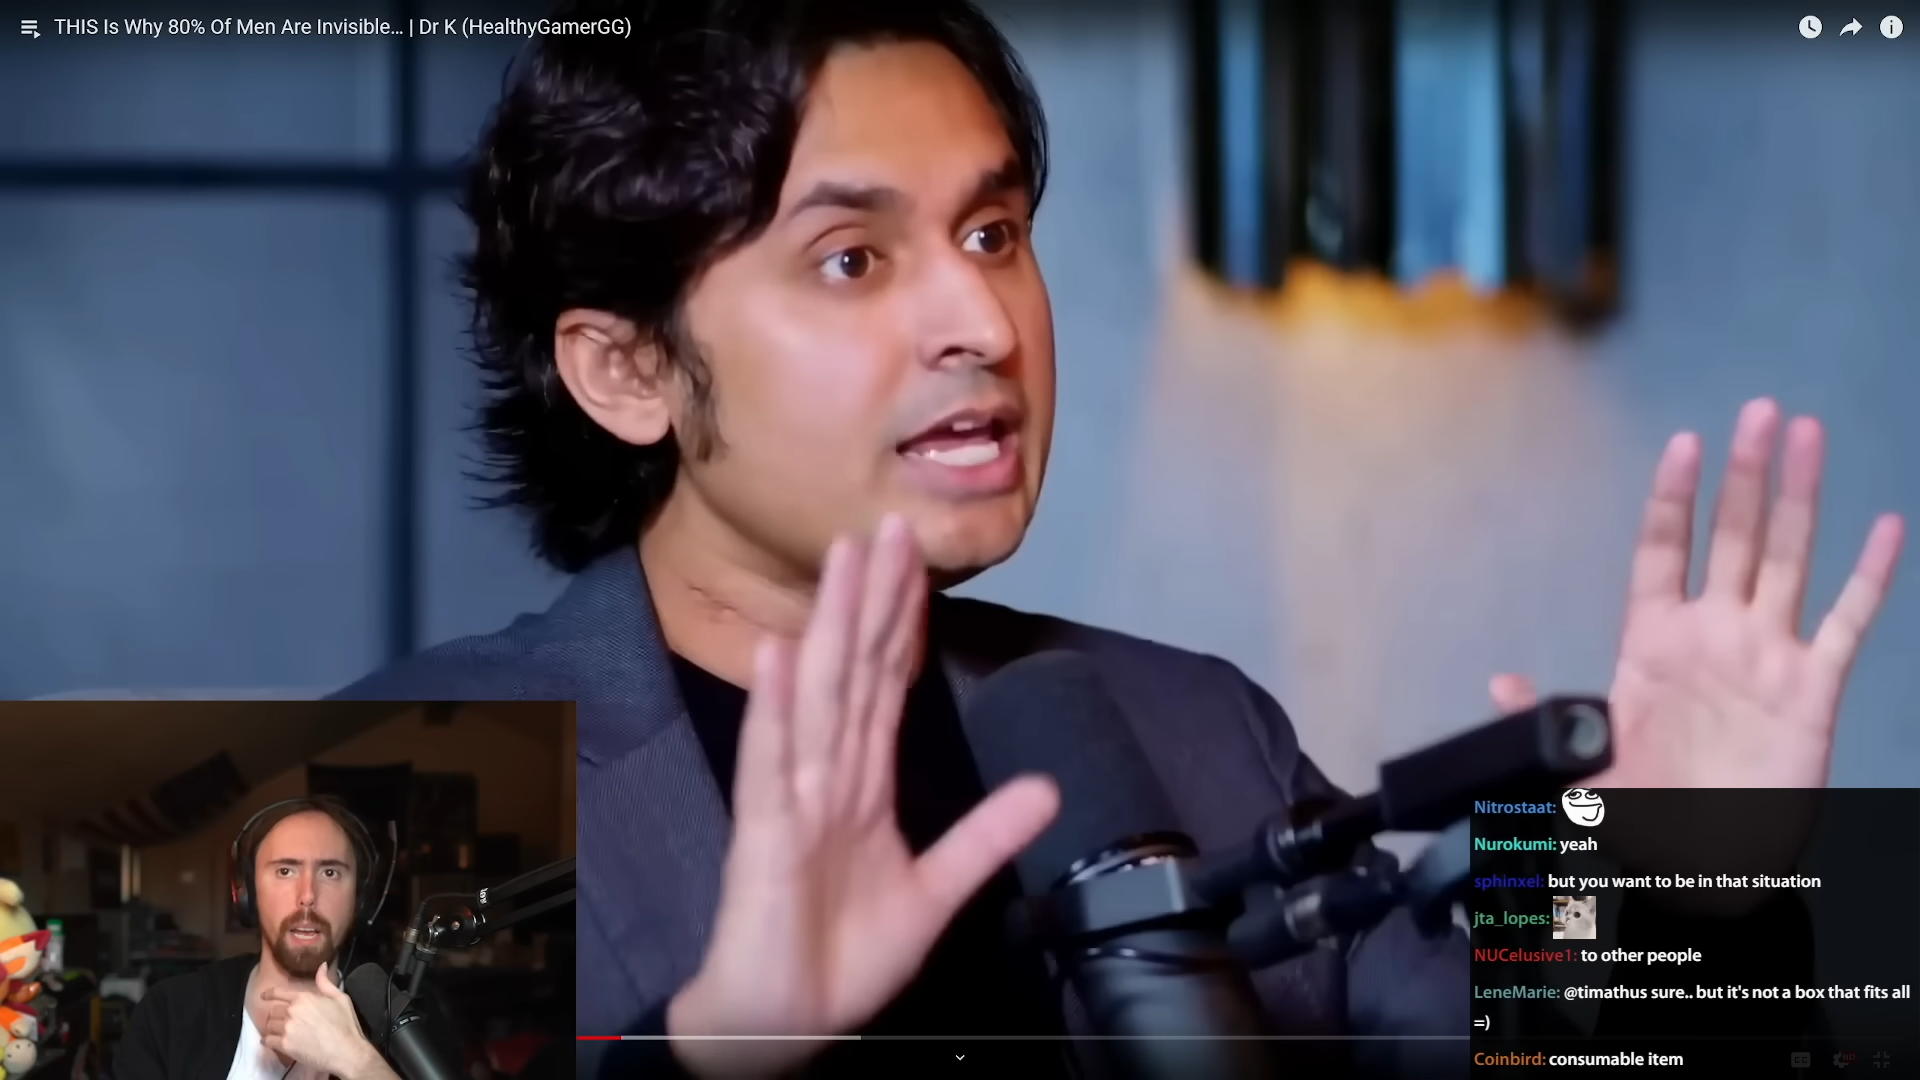 THIS Is Why 80% Of Men Are Invisible... | Dr K (HealthyGamerGG)
Nitrostaat:
Nurokumi: yeah
sphinxel: but you want to be in that situation
jta_lopes:
NUCelusive1: to other people
LeneMarie: @timathus sure.. but it's not a box that fits all
=)
Coinbird: consumable item